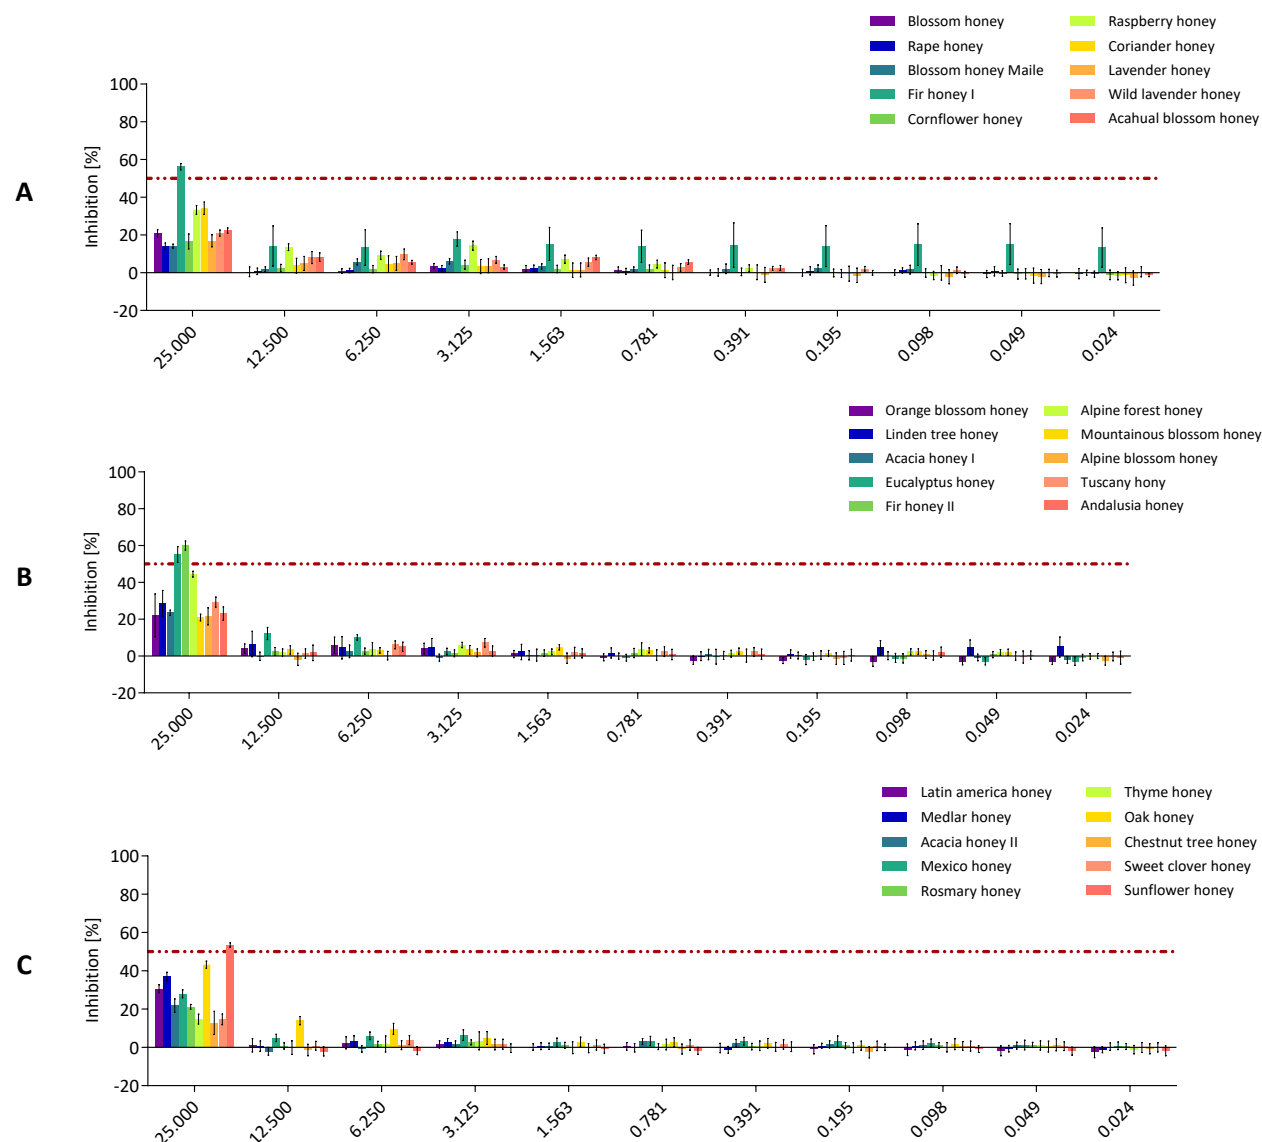 Blossom honey
Rape honey
Blossom honey Maile
Fir honey I
Cornflower honey
Raspberry honey
Coriander honey
Lavender honey
Wild lavender honey
Acahual blossom honey
A
Inhibition [%]
100
80
60
40
20
0
-20
25.000
12.500
6.250
3.125
1.563
0.781
0.391
0.195
0.098
0.049
0.024
Orange blossom honey
Linden tree honey
Acacia honey I
Eucalyptus honey
Fir honey II
Alpine forest honey
Mountainous blossom honey
Alpine blossom honey
Tuscany hony
Andalusia honey
B
Inhibition [%]
100
80
60
40
20
0
-20
25.000
12.500
6.250
3.125
1.563
0.781
0.391
0.195
0.098
0.049
0.024
Latin america honey
Medlar honey
Acacia honey II
Mexico honey
Rosmary honey
Thyme honey
Oak honey
Chestnut tree honey
Sweet clover honey
Sunflower honey
C
Inhibition [%]
100
80
60
40
20
0
-20
25.000
12.500
6.250
3.125
1.563
0.781
0.391
0.195
0.098
0.049
0.024